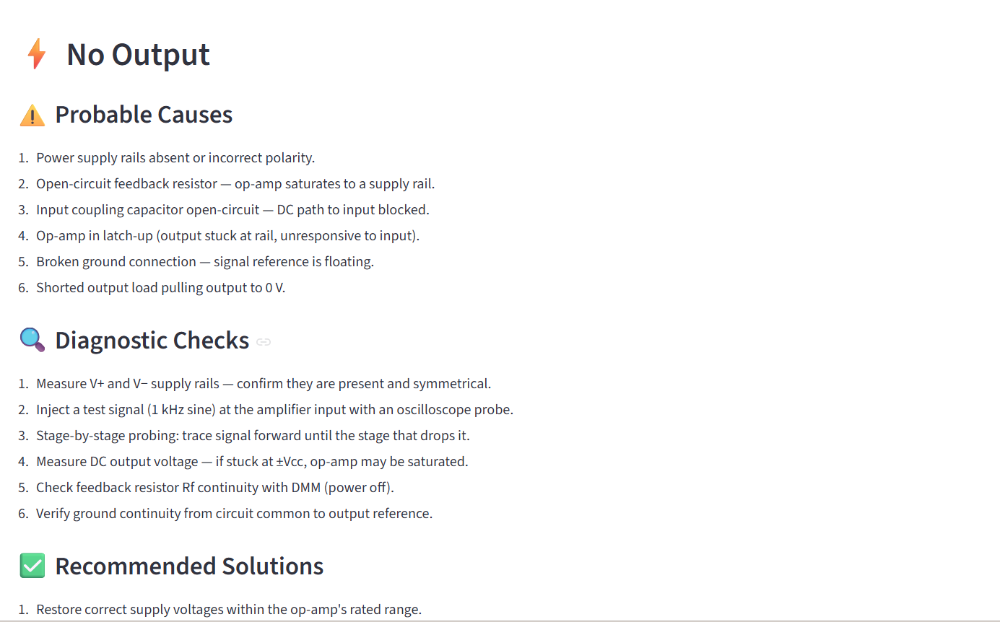 ⚡ No Output
⚠️ Probable Causes
1. Power supply rails absent or incorrect polarity.
2. Open-circuit feedback resistor — op-amp saturates to a supply rail.
3. Input coupling capacitor open-circuit — DC path to input blocked.
4. Op-amp in latch-up (output stuck at rail, unresponsive to input).
5. Broken ground connection — signal reference is floating.
6. Shorted output load pulling output to 0 V.
🔍 Diagnostic Checks
1. Measure V+ and V− supply rails — confirm they are present and symmetrical.
2. Inject a test signal (1 kHz sine) at the amplifier input with an oscilloscope probe.
3. Stage-by-stage probing: trace signal forward until the stage that drops it.
4. Measure DC output voltage — if stuck at ±Vcc, op-amp may be saturated.
5. Check feedback resistor Rf continuity with DMM (power off).
6. Verify ground continuity from circuit common to output reference.
✅ Recommended Solutions
1. Restore correct supply voltages within the op-amp's rated range.